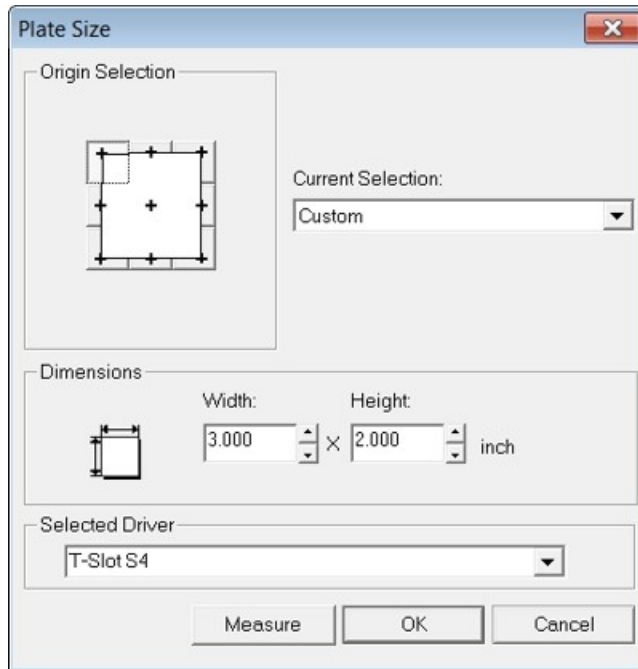 Plate Size
Origin Selection
Current Selection:
Custom
Dimensions
Width: Height:
3.000 X 2.000 inch
Selected Driver
T-Slot S4
Measure OK Cancel